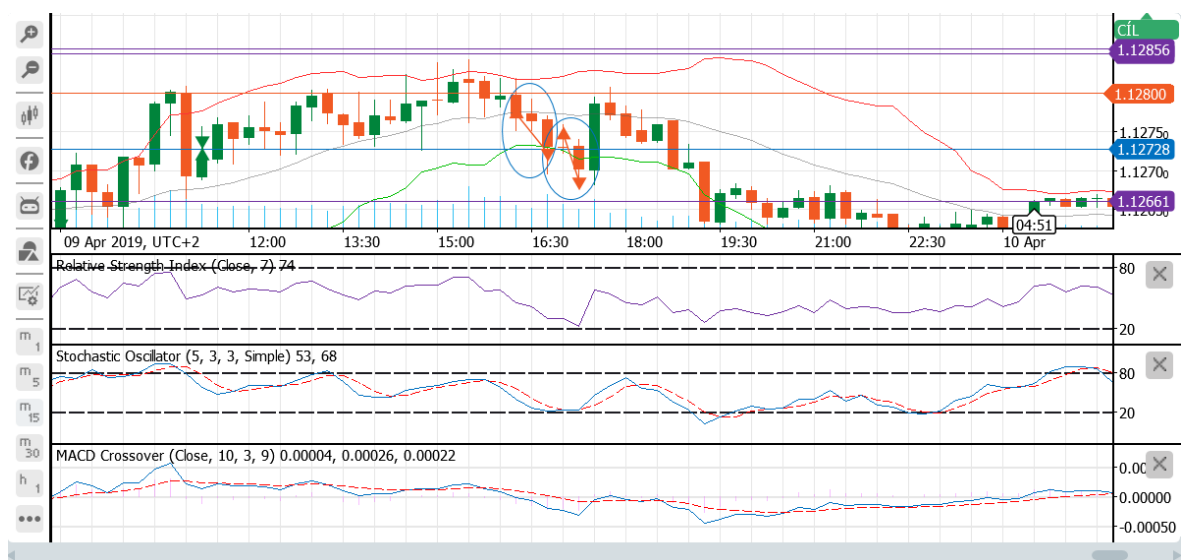 CÍL
1.12856
1.12800
1.1275₀
1.12728
1.1270₀
1.12661
1.1265₀
04:51
09 Apr 2019, UTC+2 12:00 13:30 15:00 16:30 18:00 19:30 21:00 22:30 10 Apr
Relative Strength Index (Close, 7) 74
80
20
Stochastic Oscillator (5, 3, 3, Simple) 53, 68
80
20
MACD Crossover (Close, 10, 3, 9) 0.00004, 0.00026, 0.00022
0.00000
-0.00050
m 1
m 5
m 15
m 30
h 1